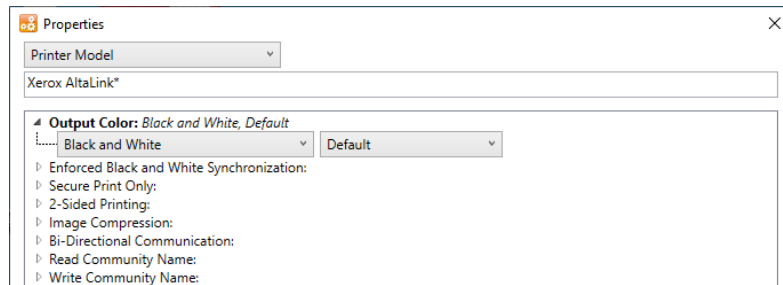 Properties
Printer Model
Xerox AltaLink*
Output Color: Black and White, Default
Black and White Default
Enforced Black and White Synchronization:
Secure Print Only:
2-Sided Printing:
Image Compression:
Bi-Directional Communication:
Read Community Name:
Write Community Name: